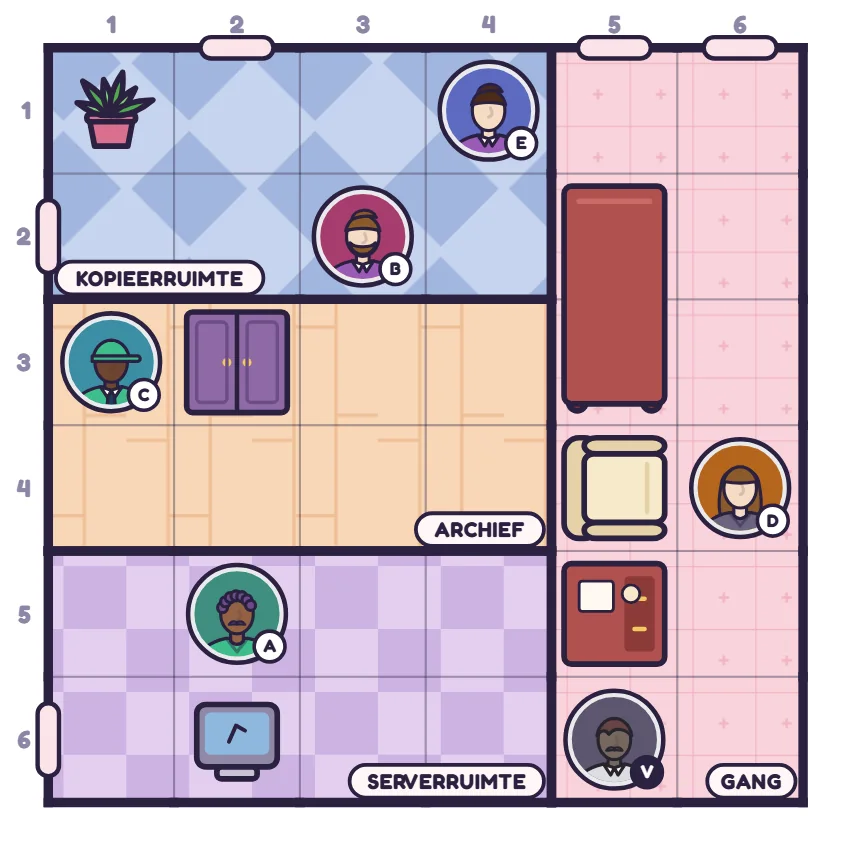 1 2 3 4 5 6
1
E
2
B
KOPIEERRUIMTE
3
C
4
D
ARCHIEF
5
A
6
V
SERVERRUIMTE
GANG